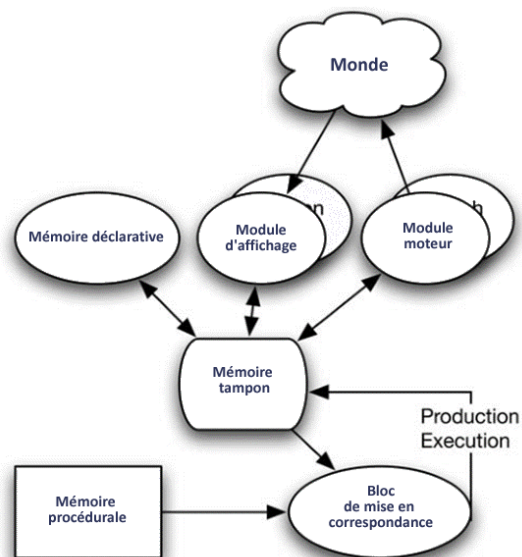 Monde
Mémoire déclarative
Module
d'affichage
Module
moteur
Mémoire
tampon
Production
Execution
Mémoire
procédurale
Bloc
de mise en
correspondance